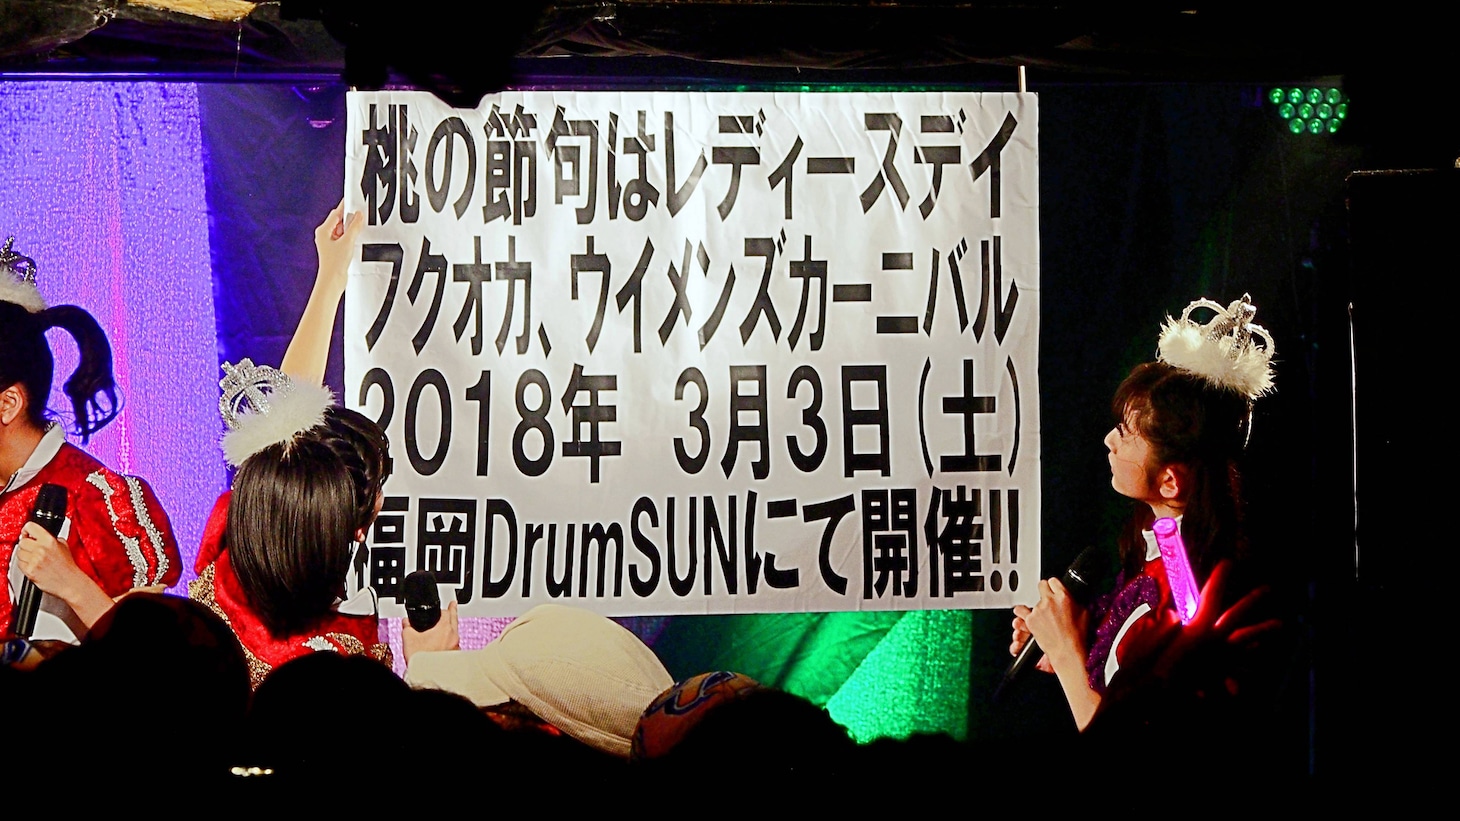 桃の節句はレディースデイ
フクオカ、ウイメンズカーニバル
2018年　3月3日（土）
福岡DrumSUNにて開催!!